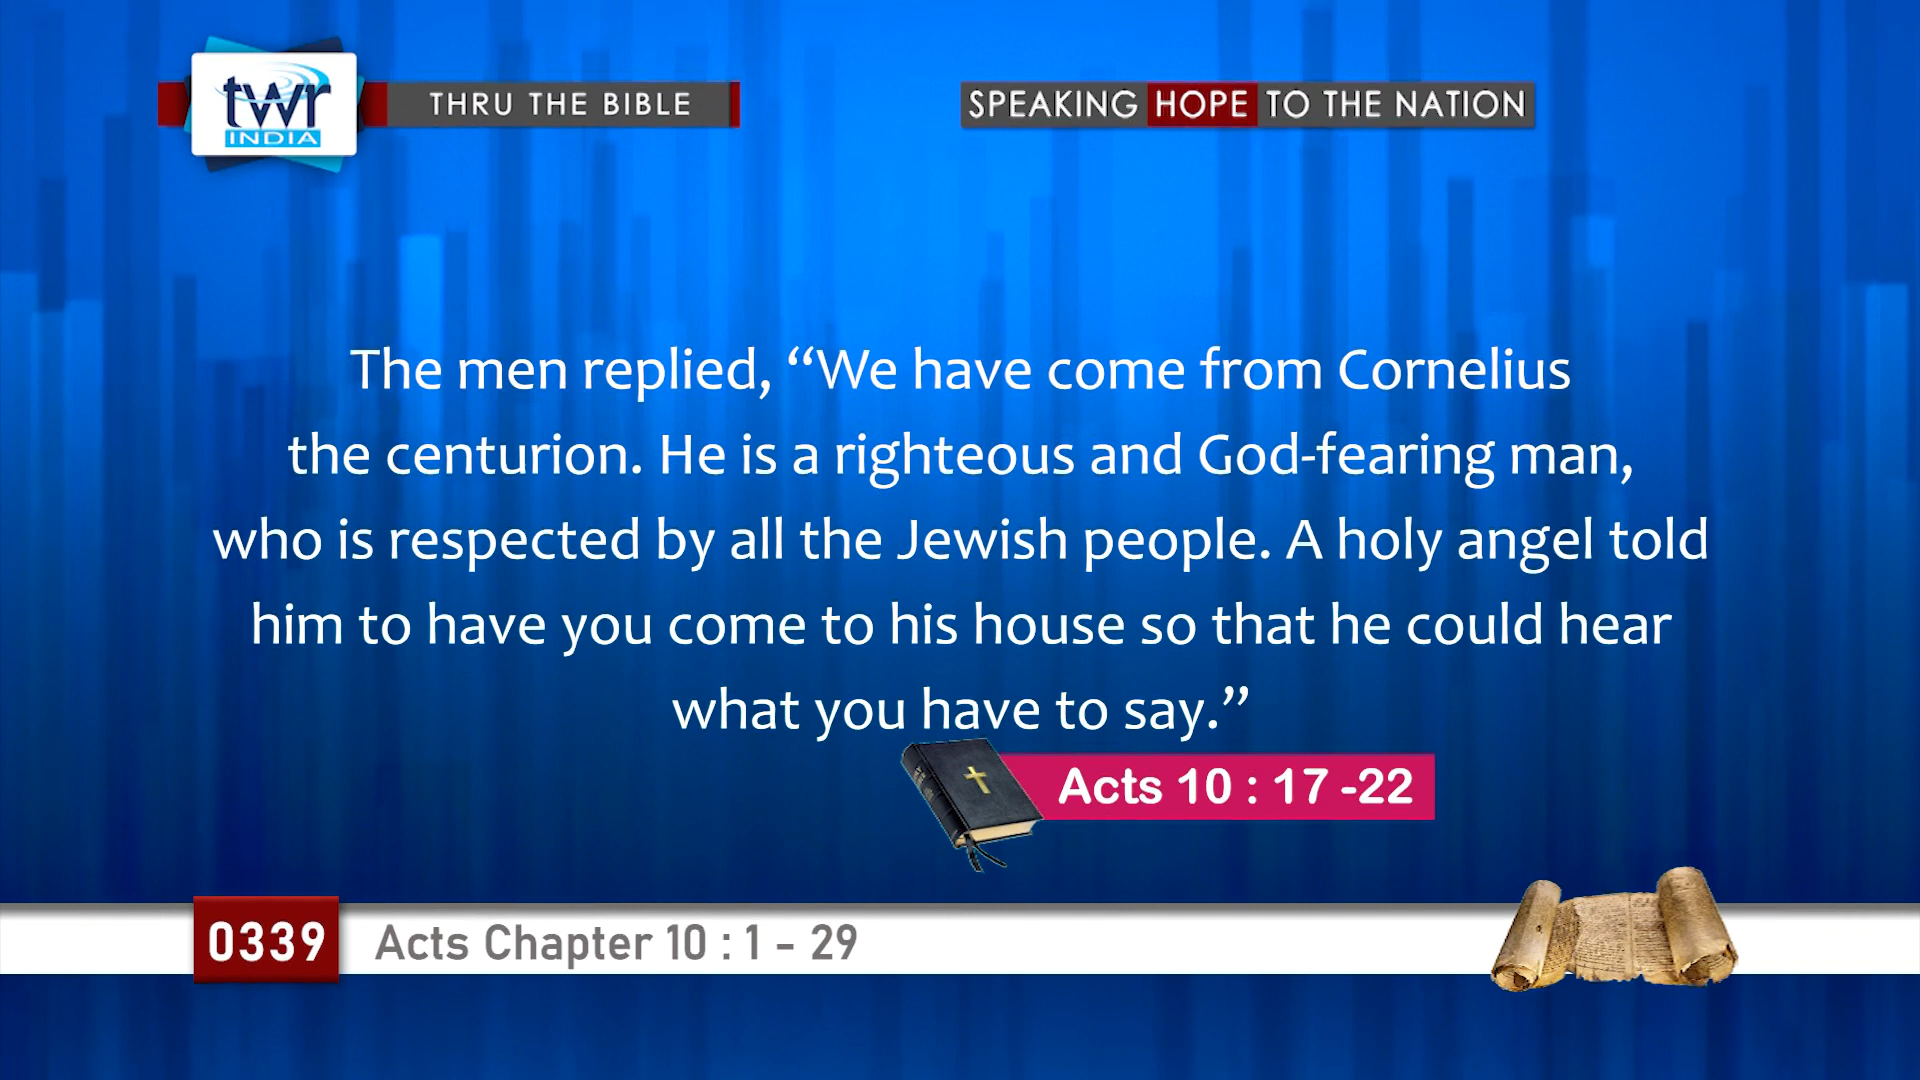 twr
INDIA
THRU THE BIBLE
SPEAKING HOPE TO THE NATION
The men replied, “We have come from Cornelius
the centurion. He is a righteous and God-fearing man,
who is respected by all the Jewish people. A holy angel told
him to have you come to his house so that he could hear
what you have to say.”
Acts 10 : 17 -22
0339
Acts Chapter 10 : 1 - 29